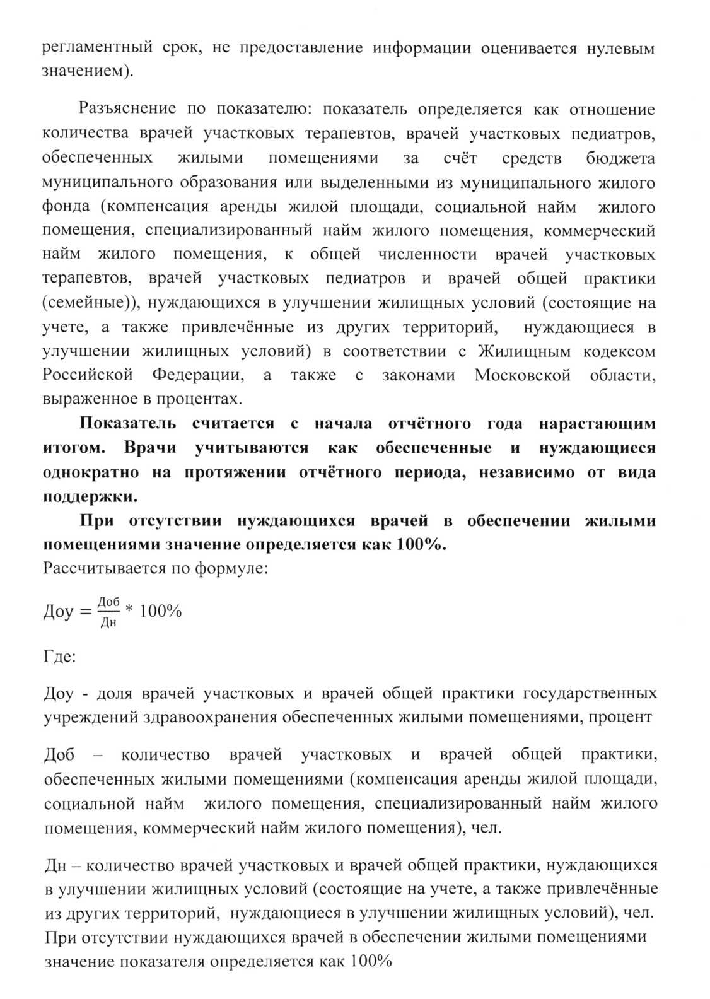 регламентный срок, не предоставление информации оценивается нулевым
значением).
Разъяснение по показателю: показатель определяется как отношение
количества врачей участковых терапевтов, врачей участковых педиатров,
обеспеченных жилыми помещениями за счёт средств бюджета
муниципального образования или выделенными из муниципального жилого
фонда (компенсация аренды жилой площади, социальной найм жилого
помещения, специализированный найм жилого помещения, коммерческий
найм жилого помещения, к общей численности врачей участковых
терапевтов, врачей участковых педиатров и врачей общей практики
(семейные)), нуждающихся в улучшении жилищных условий (состоящие на
учете, а также привлечённые из других территорий, нуждающиеся в
улучшении жилищных условий) в соответствии с Жилищным кодексом
Российской Федерации, а также с законами Московской области,
выраженное в процентах.
Показатель считается с начала отчётного года нарастающим
итогом. Врачи учитываются как обеспеченные и нуждающиеся
однократно на протяжении отчётного периода, независимо от вида
поддержки.
При отсутствии нуждающихся врачей в обеспечении жилыми
помещениями значение определяется как 100%.
Рассчитывается по формуле:
Доу = Доб/Дн * 100%
Где:
Доу - доля врачей участковых и врачей общей практики государственных
учреждений здравоохранения обеспеченных жилыми помещениями, процент
Доб – количество врачей участковых и врачей общей практики,
обеспеченных жилыми помещениями (компенсация аренды жилой площади,
социальной найм жилого помещения, специализированный найм жилого
помещения, коммерческий найм жилого помещения), чел.
Дн – количество врачей участковых и врачей общей практики, нуждающихся
в улучшении жилищных условий (состоящие на учете, а также привлечённые
из других территорий, нуждающиеся в улучшении жилищных условий), чел.
При отсутствии нуждающихся врачей в обеспечении жилыми помещениями
значение показателя определяется как 100%